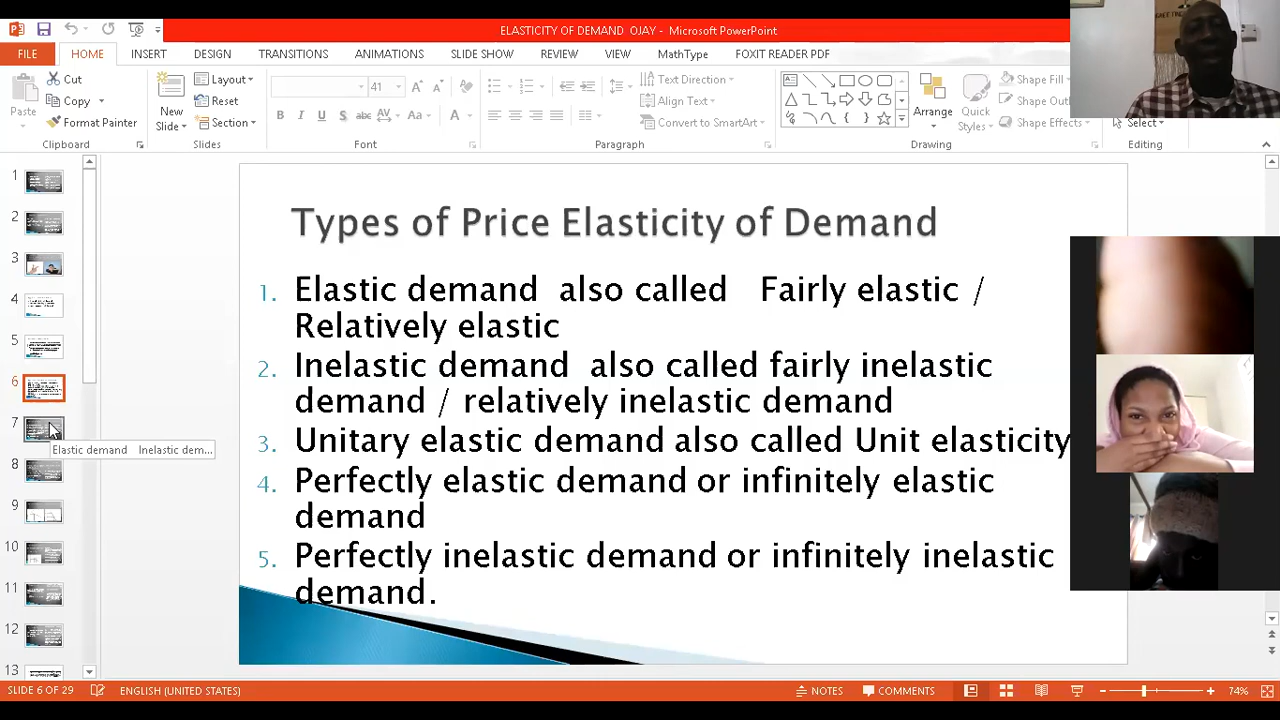 ELASTICITY OF DEMAND OJAY - Microsoft PowerPoint
FILE HOME INSERT DESIGN TRANSITIONS ANIMATIONS SLIDE SHOW REVIEW VIEW MathType FOXIT READER PDF
Paste
Cut
Copy
Format Painter
Clipboard
New Slide
Layout
Reset
Section
Slides
41
Font
Text Direction
Align Text
Convert to SmartArt
Paragraph
Arrange
Quick Styles
Shape Fill
Shape Out
Shape Effects
Drawing
Select
Editing
1
2
3
4
5
6
7
8
9
10
11
12
13
Elastic demand Inelastic dem...
Types of Price Elasticity of Demand
1. Elastic demand also called Fairly elastic /
Relatively elastic
2. Inelastic demand also called fairly inelastic
demand / relatively inelastic demand
3. Unitary elastic demand also called Unit elasticity
4. Perfectly elastic demand or infinitely elastic
demand
5. Perfectly inelastic demand or infinitely inelastic
demand.
SLIDE 6 OF 29 ENGLISH (UNITED STATES) NOTES COMMENTS 74%